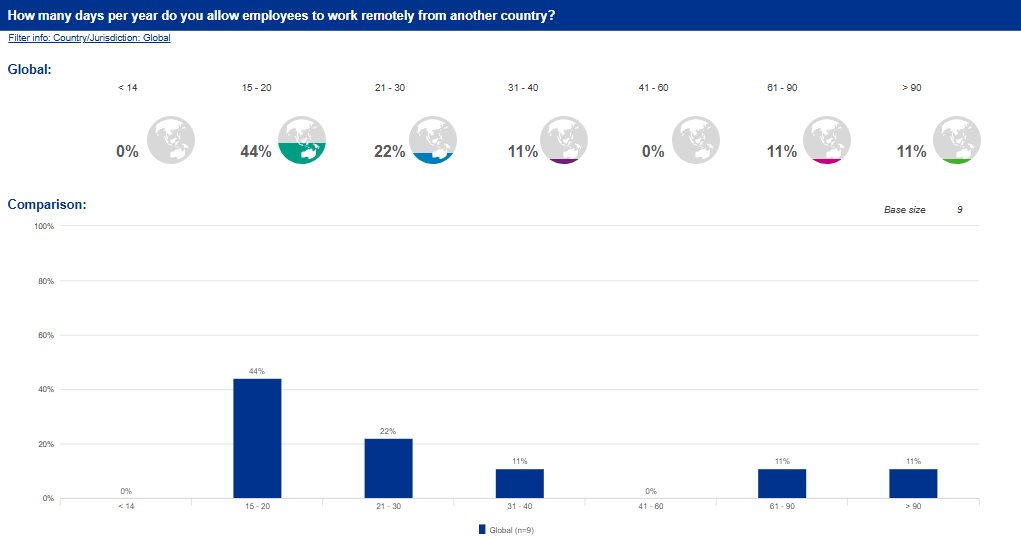 How many days per year do you allow employees to work remotely from another country?
Filter info: Country/Jurisdiction: Global
Global:
< 14 15 - 20 21 - 30 31 - 40 41 - 60 61 - 90 > 90
0% 44% 22% 11% 0% 11% 11%
Comparison:
Base size 9
100%
80%
60%
40%
20%
0%
0% 44% 22% 11% 0% 11% 11%
< 14 15 - 20 21 - 30 31 - 40 41 - 60 61 - 90 > 90
Global (n=9)